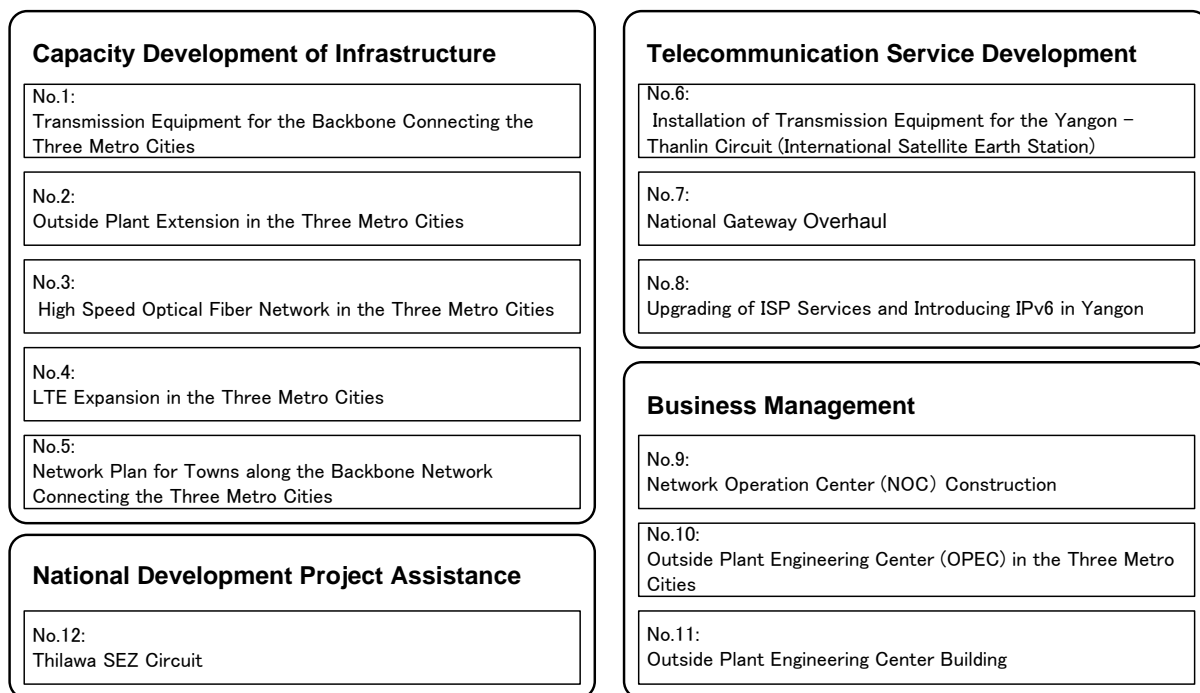 Capacity Development of Infrastructure
No.1:
Transmission Equipment for the Backbone Connecting the
Three Metro Cities
No.2:
Outside Plant Extension in the Three Metro Cities
No.3:
High Speed Optical Fiber Network in the Three Metro Cities
No.4:
LTE Expansion in the Three Metro Cities
No.5:
Network Plan for Towns along the Backbone Network
Connecting the Three Metro Cities
National Development Project Assistance
No.12:
Thilawa SEZ Circuit
Telecommunication Service Development
No.6:
Installation of Transmission Equipment for the Yangon –
Thanlin Circuit (International Satellite Earth Station)
No.7:
National Gateway Overhaul
No.8:
Upgrading of ISP Services and Introducing IPv6 in Yangon
Business Management
No.9:
Network Operation Center (NOC) Construction
No.10:
Outside Plant Engineering Center (OPEC) in the Three Metro
Cities
No.11:
Outside Plant Engineering Center Building